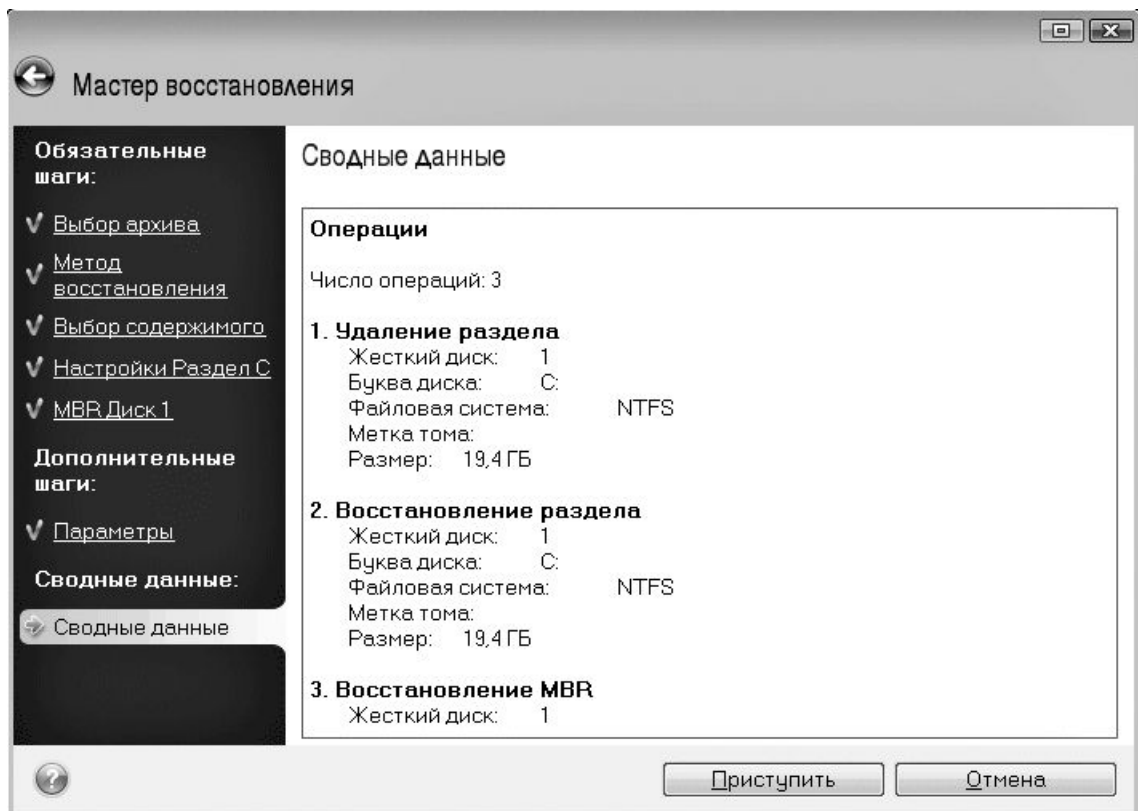 Мастер восстановления
Обязательные
шаги:
Выбор архива
Метод
восстановления
Выбор содержимого
Настройки Раздел C
MBR Диск 1
Дополнительные
шаги:
Параметры
Сводные данные:
Сводные данные
Сводные данные
Операции
Число операций: 3
1. Удаление раздела
Жесткий диск: 1
Буква диска: C:
Файловая система: NTFS
Метка тома:
Размер: 19,4 ГБ
2. Восстановление раздела
Жесткий диск: 1
Буква диска: C:
Файловая система: NTFS
Метка тома:
Размер: 19,4 ГБ
3. Восстановление MBR
Жесткий диск: 1
?
Приступить Отмена